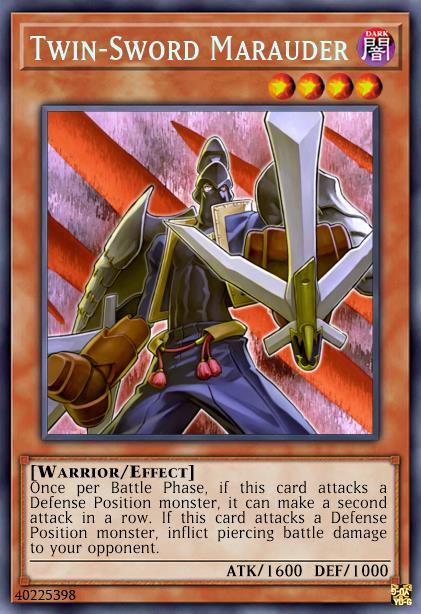 Twin-Sword Marauder
DARK
闇
[Warrior/Effect]
Once per Battle Phase, if this card attacks a
Defense Position monster, it can make a second
attack in a row. If this card attacks a Defense
Position monster, inflict piercing battle damage
to your opponent.
ATK/1600 DEF/1000
40225398